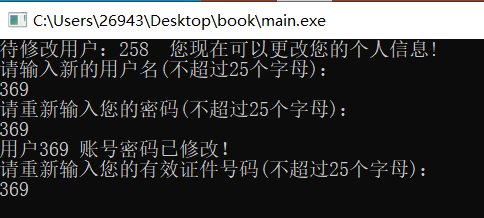 C:\Users\26943\Desktop\book\main.exe
待修改用户：258  您现在可以更改您的个人信息!
请输入新的用户名(不超过25个字母)：
369
请重新输入您的密码(不超过25个字母)：
369
用户369 账号密码已修改！
请重新输入您的有效证件号码(不超过25个字母)：
369